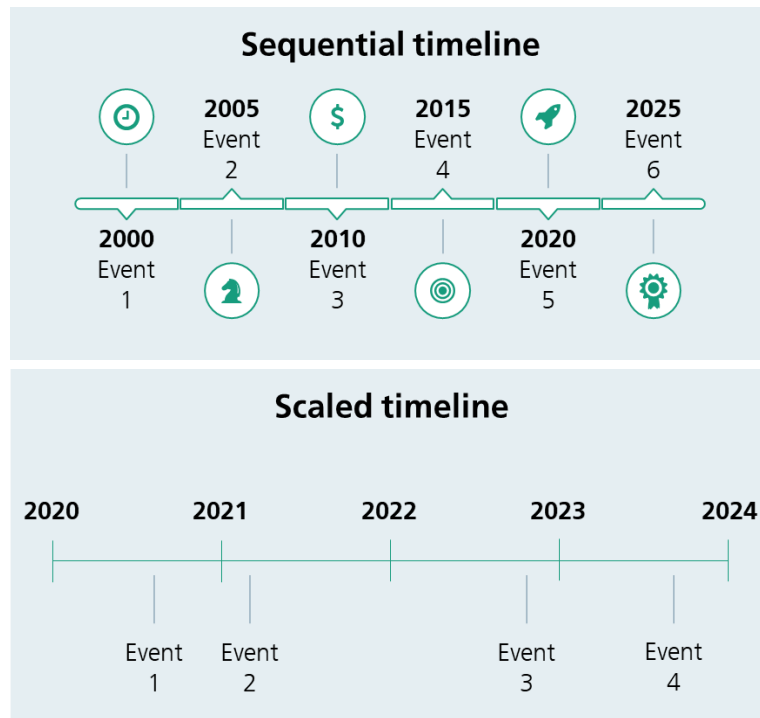 Sequential timeline
2005
Event
2
2015
Event
4
2025
Event
6
$
2000
Event
1
2010
Event
3
2020
Event
5
Scaled timeline
2020 2021 2022 2023 2024
Event Event Event Event
1 2 3 4